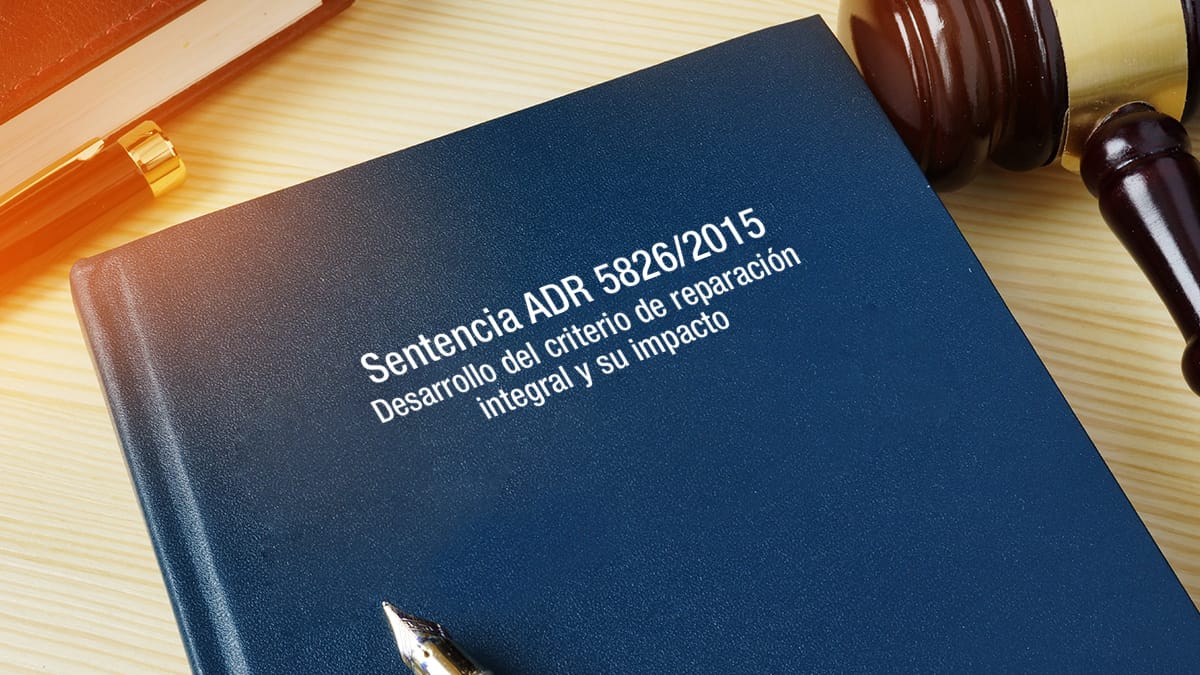 Sentencia ADR 5826/2015
Desarrollo del criterio de reparación
integral y su impacto